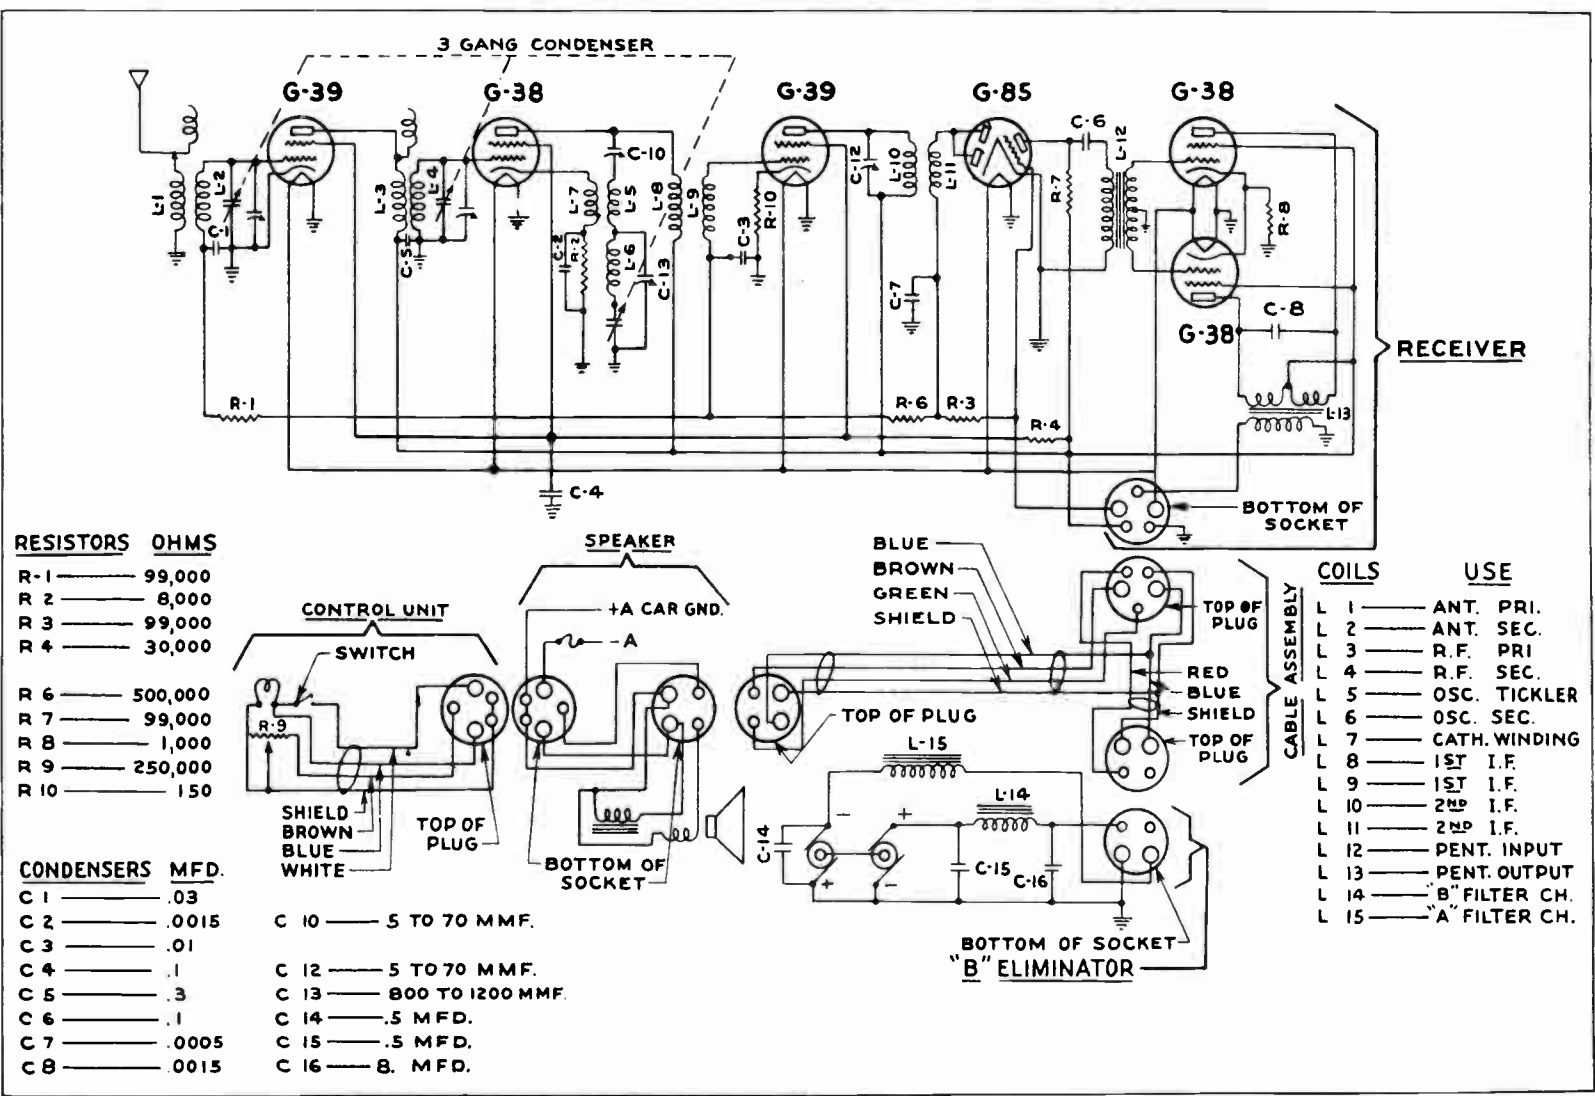 3 GANG CONDENSER
G-39
G-38
G-39
G-85
G-38
L-1
L-2
C-1
L-3
L-4
C-5
C-10
L-7
L-5
L-8
L-9
C-2
R-2
L-6
C-13
C-3
R-10
C-12
L-10
L-11
C-7
C-6
R-7
L-12
R-8
G-38
C-8
RECEIVER
R-1
R-6
R-3
R-4
L-13
C-4
BOTTOM OF
SOCKET
RESISTORS OHMS
R-1 99,000
R 2 8,000
R 3 99,000
R 4 30,000
R 6 500,000
R 7 99,000
R 8 1,000
R 9 250,000
R 10 150
CONDENSERS MFD.
C 1 .03
C 2 .0015
C 3 .01
C 4 .1
C 5 .3
C 6 .1
C 7 .0005
C 8 .0015
C 10 5 TO 70 MMF.
C 12 5 TO 70 MMF.
C 13 800 TO 1200 MMF.
C 14 .5 MFD.
C 15 .5 MFD.
C 16 8. MFD.
CONTROL UNIT
SWITCH
R-9
SHIELD
BROWN
BLUE
WHITE
TOP OF
PLUG
SPEAKER
+A CAR GND.
-A
BOTTOM OF
SOCKET
BLUE
BROWN
GREEN
SHIELD
TOP OF PLUG
TOP OF
PLUG
RED
BLUE
SHIELD
TOP OF
PLUG
CABLE ASSEMBLY
L-15
L-14
C-14
-
+
+
-
C-15
C-16
BOTTOM OF SOCKET
"B" ELIMINATOR
COILS USE
L 1 ANT. PRI.
L 2 ANT. SEC.
L 3 R.F. PRI
L 4 R.F. SEC.
L 5 OSC. TICKLER
L 6 OSC. SEC.
L 7 CATH. WINDING
L 8 1ST I.F.
L 9 1ST I.F.
L 10 2ND I.F.
L 11 2ND I.F.
L 12 PENT. INPUT
L 13 PENT. OUTPUT
L 14 "B" FILTER CH.
L 15 "A" FILTER CH.